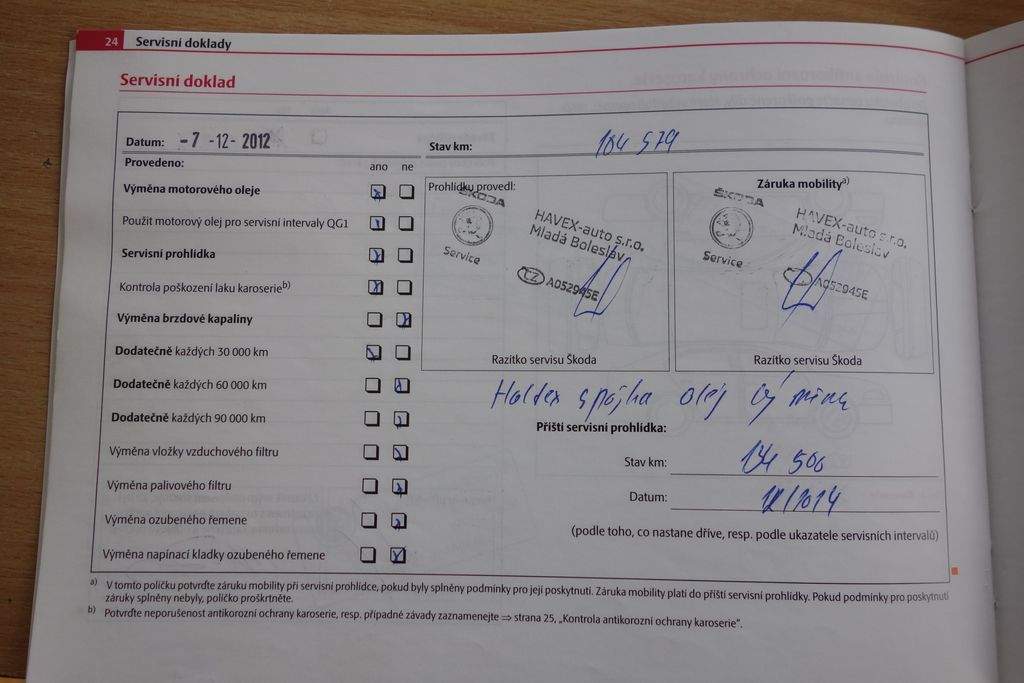 24 Servisní doklady
Servisní doklad
Datum: -7 -12- 2012
Stav km: 104 579
Provedeno:
ano ne
Výměna motorového oleje
Použit motorový olej pro servisní intervaly QG1
Servisní prohlídka
Kontrola poškození laku karoserieb)
Výměna brzdové kapaliny
Dodatečně každých 30 000 km
Dodatečně každých 60 000 km
Dodatečně každých 90 000 km
Výměna vložky vzduchového filtru
Výměna palivového filtru
Výměna ozubeného řemene
Výměna napínací kladky ozubeného řemene
Prohlídku provedl:
ŠKODA
Service
HAVEX-auto s.r.o.
Mladá Boleslav
CZ A052945E
Razítko servisu Škoda
Záruka mobilitya)
ŠKODA
Service
HAVEX-auto s.r.o.
Mladá Boleslav
A052945E
Razítko servisu Škoda
Haldex spojka olej výměna
Příští servisní prohlídka:
Stav km: 134 500
Datum: 12/2014
(podle toho, co nastane dříve, resp. podle ukazatele servisních intervalů)
a) V tomto políčku potvrďte záruku mobility při servisní prohlídce, pokud byly splněny podmínky pro její poskytnutí. Záruka mobility platí do příští servisní prohlídky. Pokud podmínky pro poskytnutí
záruky splněny nebyly, políčko proškrtněte.
b) Potvrďte neporušenost antikorozní ochrany karoserie, resp. případné závady zaznamenejte ⇒ strana 25, „Kontrola antikorozní ochrany karoserie".